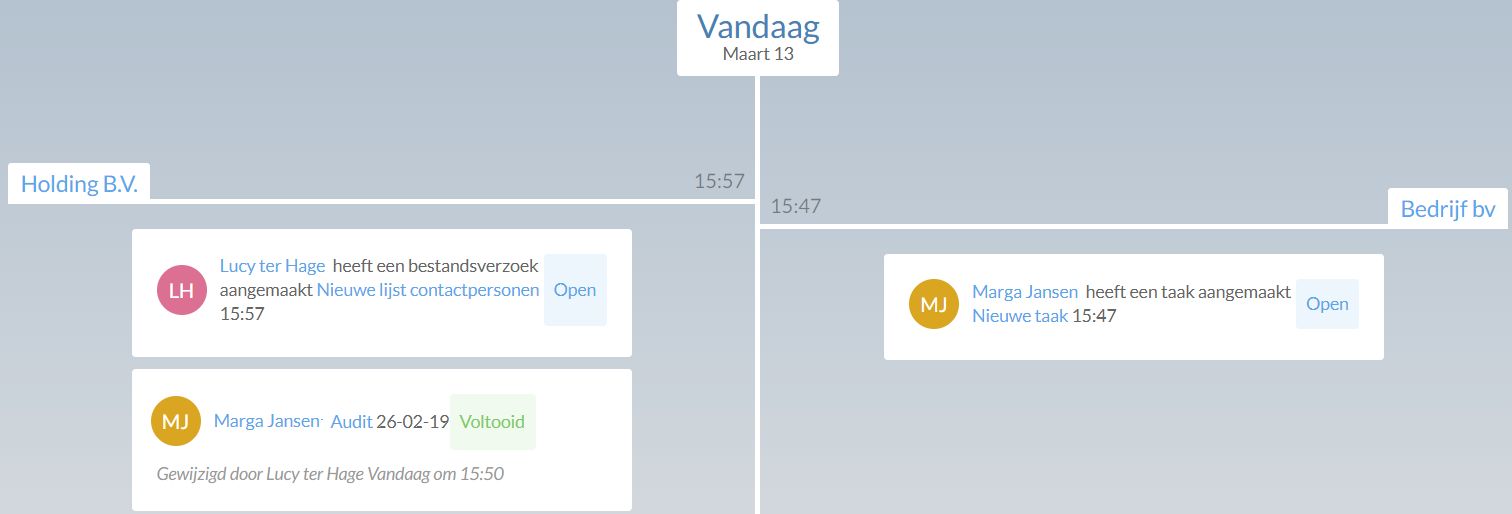 Vandaag
Maart 13
Holding B.V.
15:57
15:47
Bedrijf bv
LH
Lucy ter Hage heeft een bestandsverzoek
aangemaakt Nieuwe lijst contactpersonen
15:57
Open
MJ
Marga Jansen heeft een taak aangemaakt
Nieuwe taak 15:47
Open
MJ
Marga Jansen· Audit 26-02-19
Voltooid
Gewijzigd door Lucy ter Hage Vandaag om 15:50